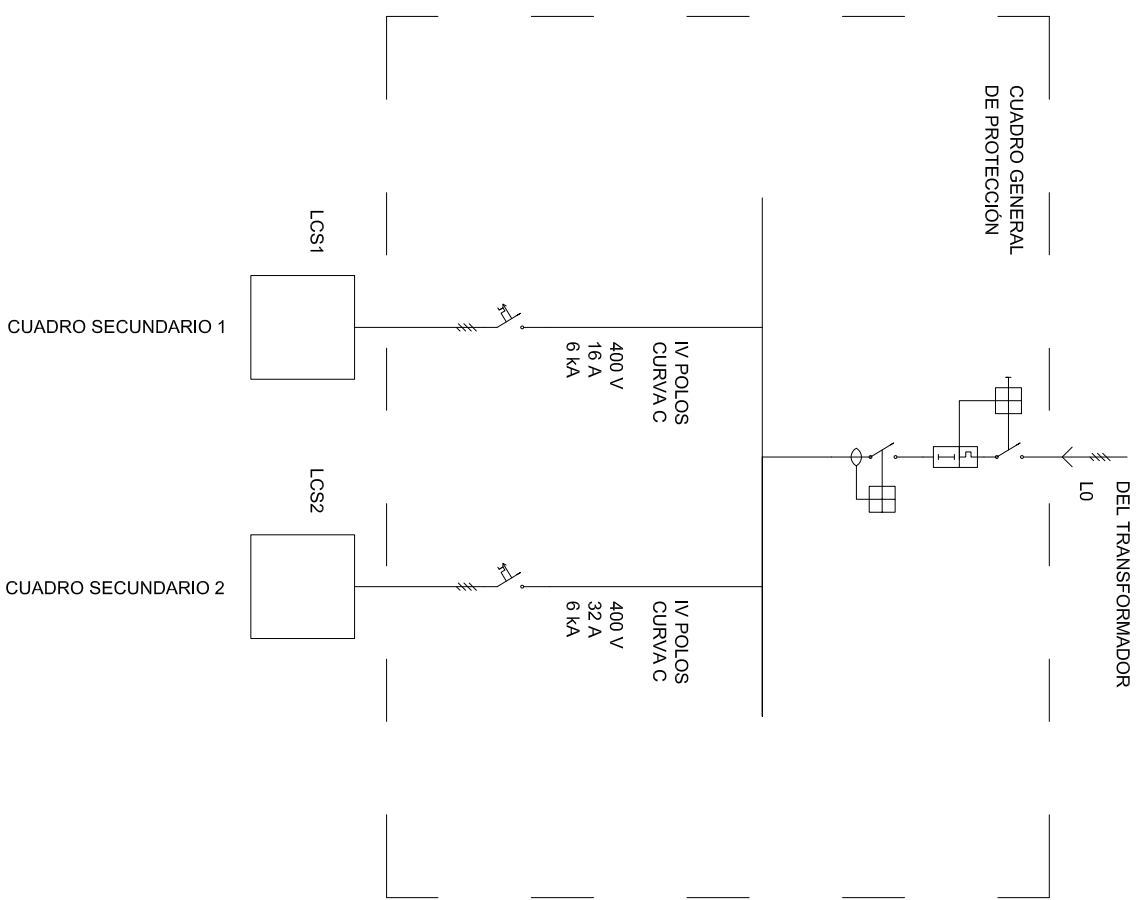 CUADRO GENERAL
DE PROTECCIÓN
DEL TRANSFORMADOR
L0
IV POLOS
CURVA C
400 V
16 A
6 kA
IV POLOS
CURVA C
400 V
32 A
6 kA
LCS1
CUADRO SECUNDARIO 1
LCS2
CUADRO SECUNDARIO 2